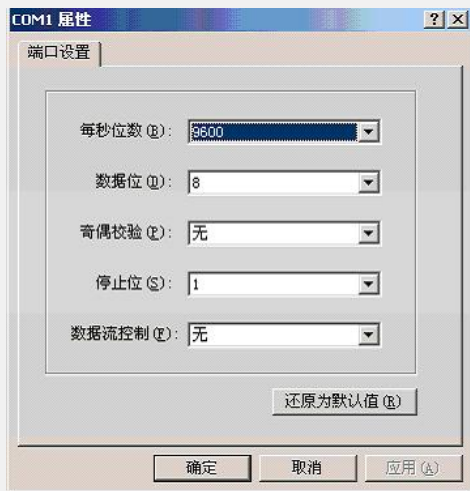 COM1 属性
端口设置
每秒位数(B): 9600
数据位(D): 8
奇偶校验(P): 无
停止位(S): 1
数据流控制(F): 无
还原为默认值(R)
确定 取消 应用(A)